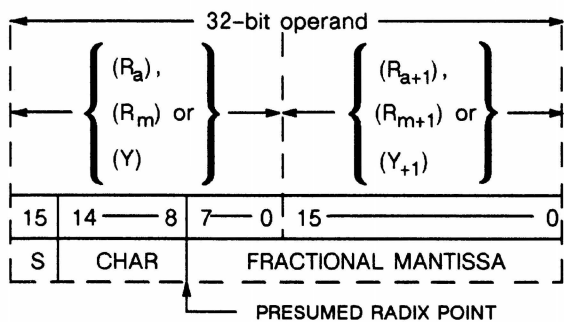 32-bit operand
(Ra), (Ra+1),
(Rm) or (Rm+1) or
(Y) (Y+1)
15 14 8 7 0 15 0
S CHAR FRACTIONAL MANTISSA
PRESUMED RADIX POINT